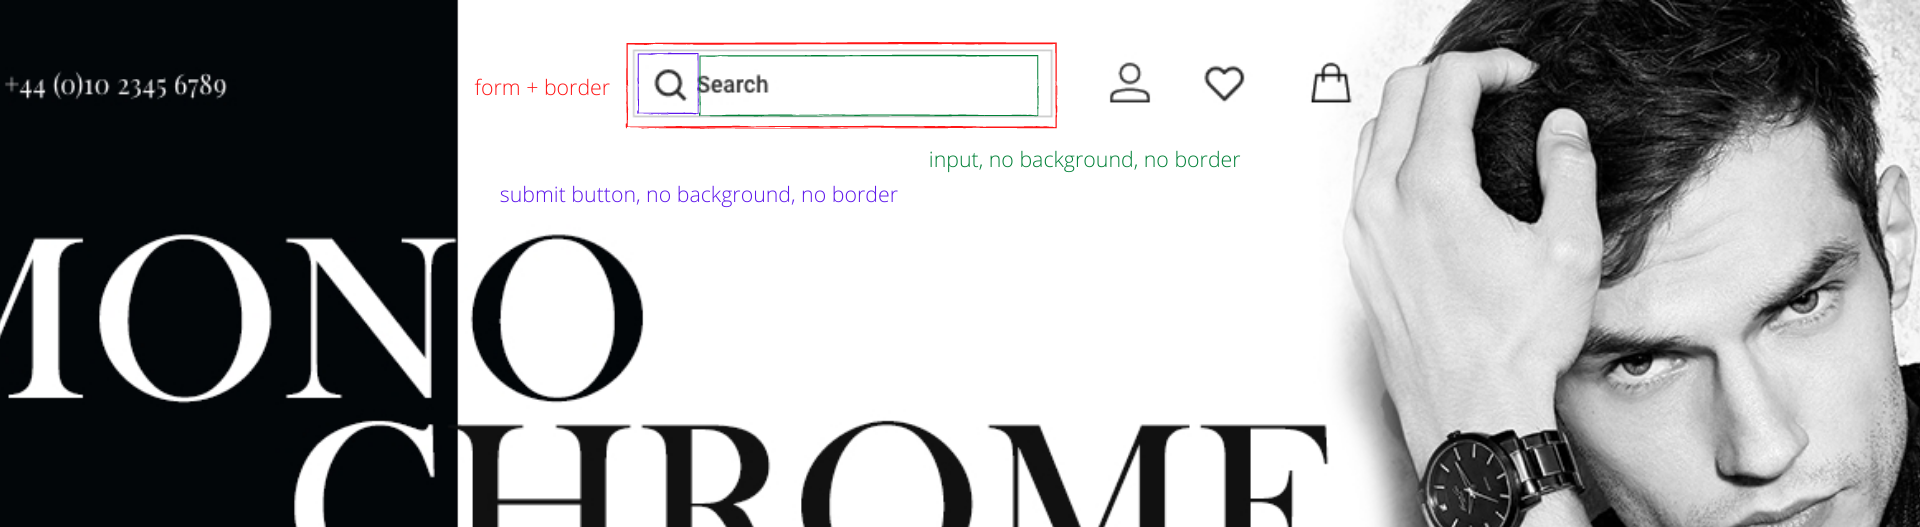 +44 (0)10 2345 6789
form + border
Search
input, no background, no border
submit button, no background, no border
MONO
CHROME